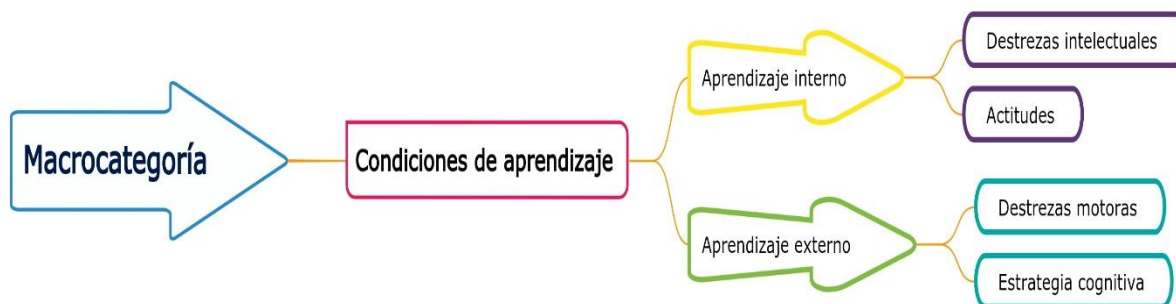 Macrocategoría
Condiciones de aprendizaje
Aprendizaje interno
Destrezas intelectuales
Actitudes
Aprendizaje externo
Destrezas motoras
Estrategia cognitiva